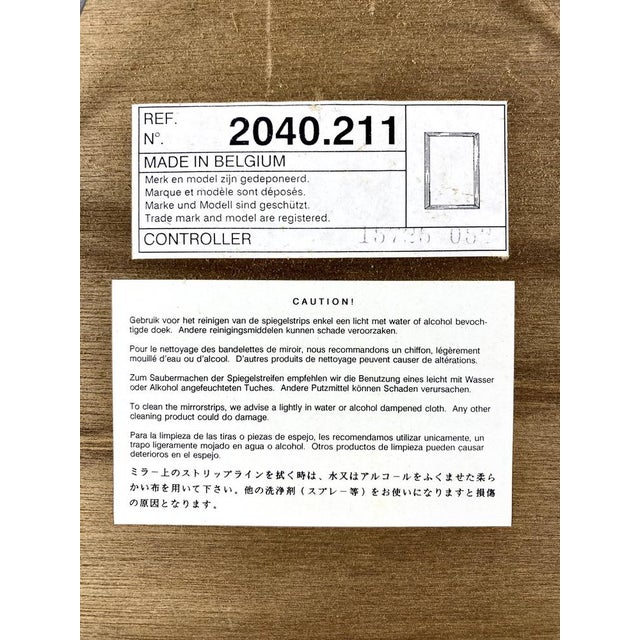 REF.
N°. 2040.211
MADE IN BELGIUM
Merk en model zijn gedeponeerd.
Marque et modèle sont déposés.
Marke und Modell sind geschützt.
Trade mark and model are registered.
CONTROLLER 15725
CAUTION!
Gebruik voor het reinigen van de spiegelstrips enkel een licht met water of alcohol bevoch-
tigde doek. Andere reinigingsmiddelen kunnen schade veroorzaken.
Pour le nettoyage des bandelettes de miroir, nous recommandons un chiffon, légèrement
mouillé d'eau ou d'alcool. D'autres produits de nettoyage peuvent causer de altérations.
Zum Saubermachen der Spiegelstreifen empfehlen wir die Benutzung eines leicht mit Wasser
oder Alkohol angefeuchteten Tuches. Andere Putzmittel können Schaden verursachen.
To clean the mirrorstrips, we advise a lightly in water or alcohol dampened cloth. Any other
cleaning product could do damage.
Para la limpieza de las tiras o piezas de espejo, les recomendamos utilizar unicamente, un
trapo ligeramente mojado en agua o alcohol. Otros productos de limpieza pueden causar
deterioros en el espejo.
ミラー上のストリップラインを拭く時は、水又はアルコールをふくませた柔ら
かい布を用いて下さい。他の洗浄剤(スプレー等)をお使いになりますと損傷
の原因となります。